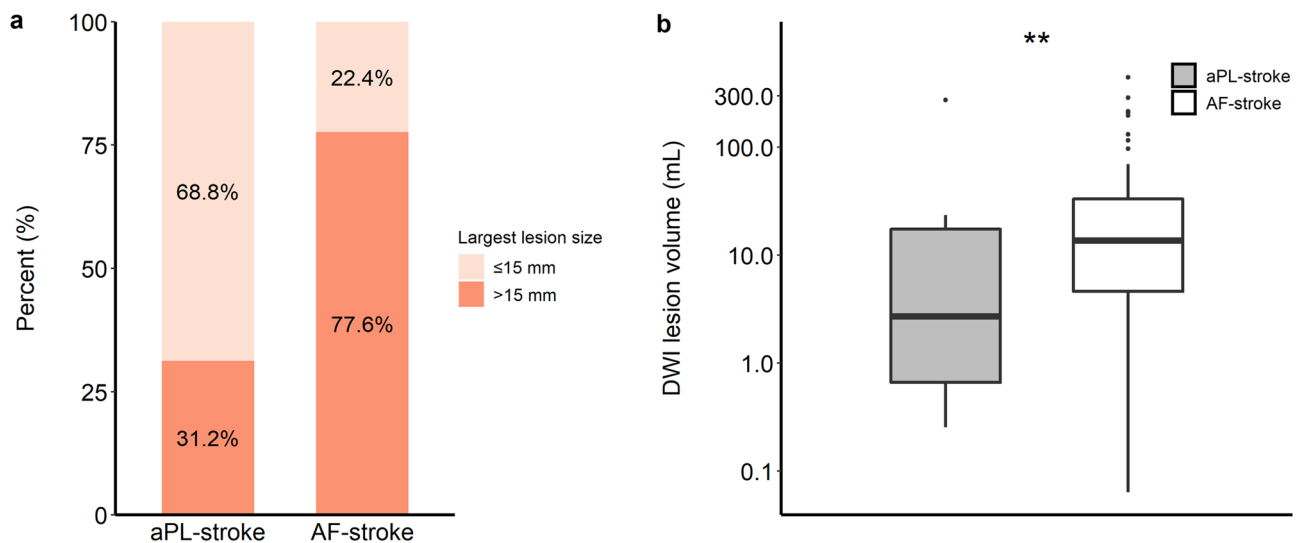 a
Percent (%)
100
75
50
25
0
68.8%
31.2%
22.4%
77.6%
aPL-stroke
AF-stroke
Largest lesion size
≤15 mm
>15 mm
b
DWI lesion volume (mL)
300.0
100.0
10.0
1.0
0.1
**
aPL-stroke
AF-stroke